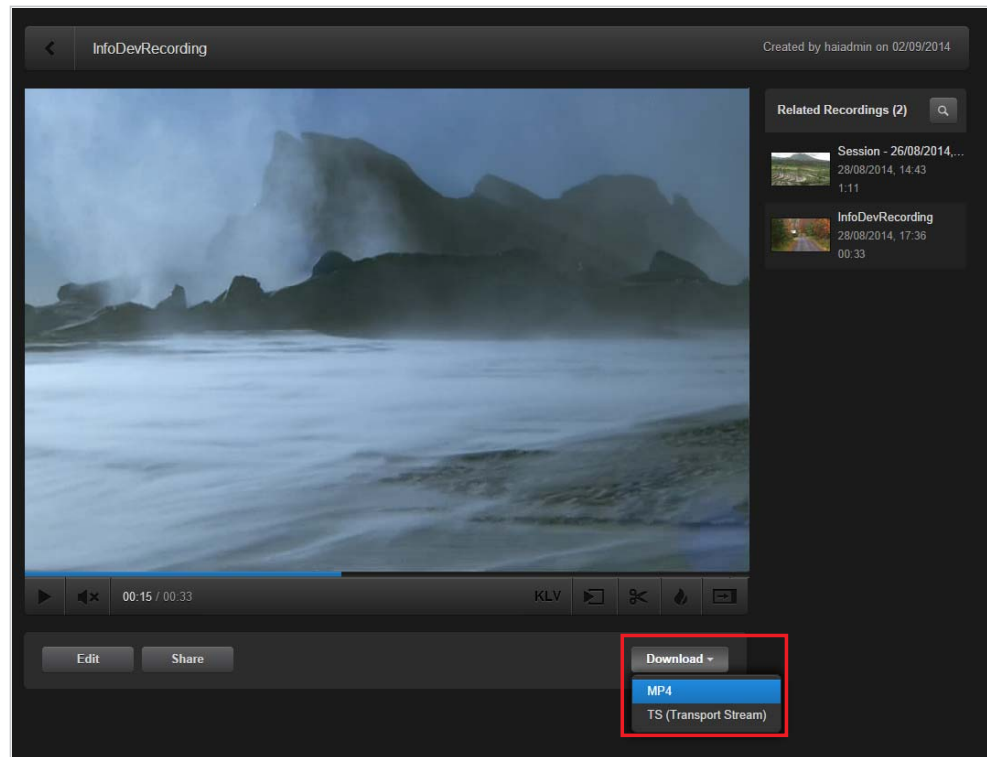 InfoDevRecording
Created by haiadmin on 02/09/2014
Related Recordings (2)
Session - 26/08/2014,...
28/08/2014, 14:43
1:11
InfoDevRecording
28/08/2014, 17:36
00:33
00:15 / 00:33
KLV
Edit
Share
Download
MP4
TS (Transport Stream)